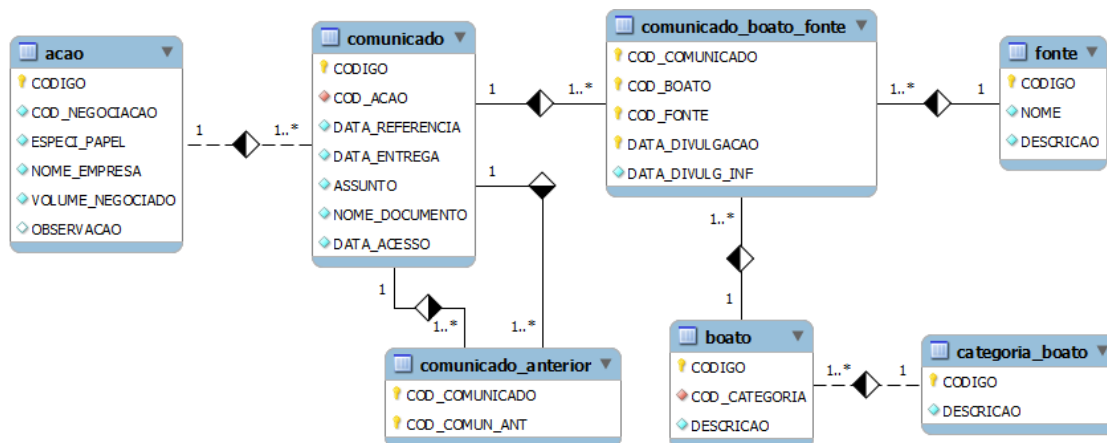 acao
CODIGO
COD_NEGOCIACAO
ESPECI_PAPEL
NOME_EMPRESA
VOLUME_NEGOCIADO
OBSERVACAO
1
1..*
comunicado
CODIGO
COD_ACAO
DATA_REFERENCIA
DATA_ENTREGA
ASSUNTO
NOME_DOCUMENTO
DATA_ACESSO
1
1..*
1
1..*
1
1..*
comunicado_boato_fonte
COD_COMUNICADO
COD_BOATO
COD_FONTE
DATA_DIVULGACAO
DATA_DIVULG_INF
1..*
1
fonte
CODIGO
NOME
DESCRICAO
1..*
1
comunicado_anterior
COD_COMUNICADO
COD_COMUN_ANT
boato
CODIGO
COD_CATEGORIA
DESCRICAO
1..*
1
categoria_boato
CODIGO
DESCRICAO